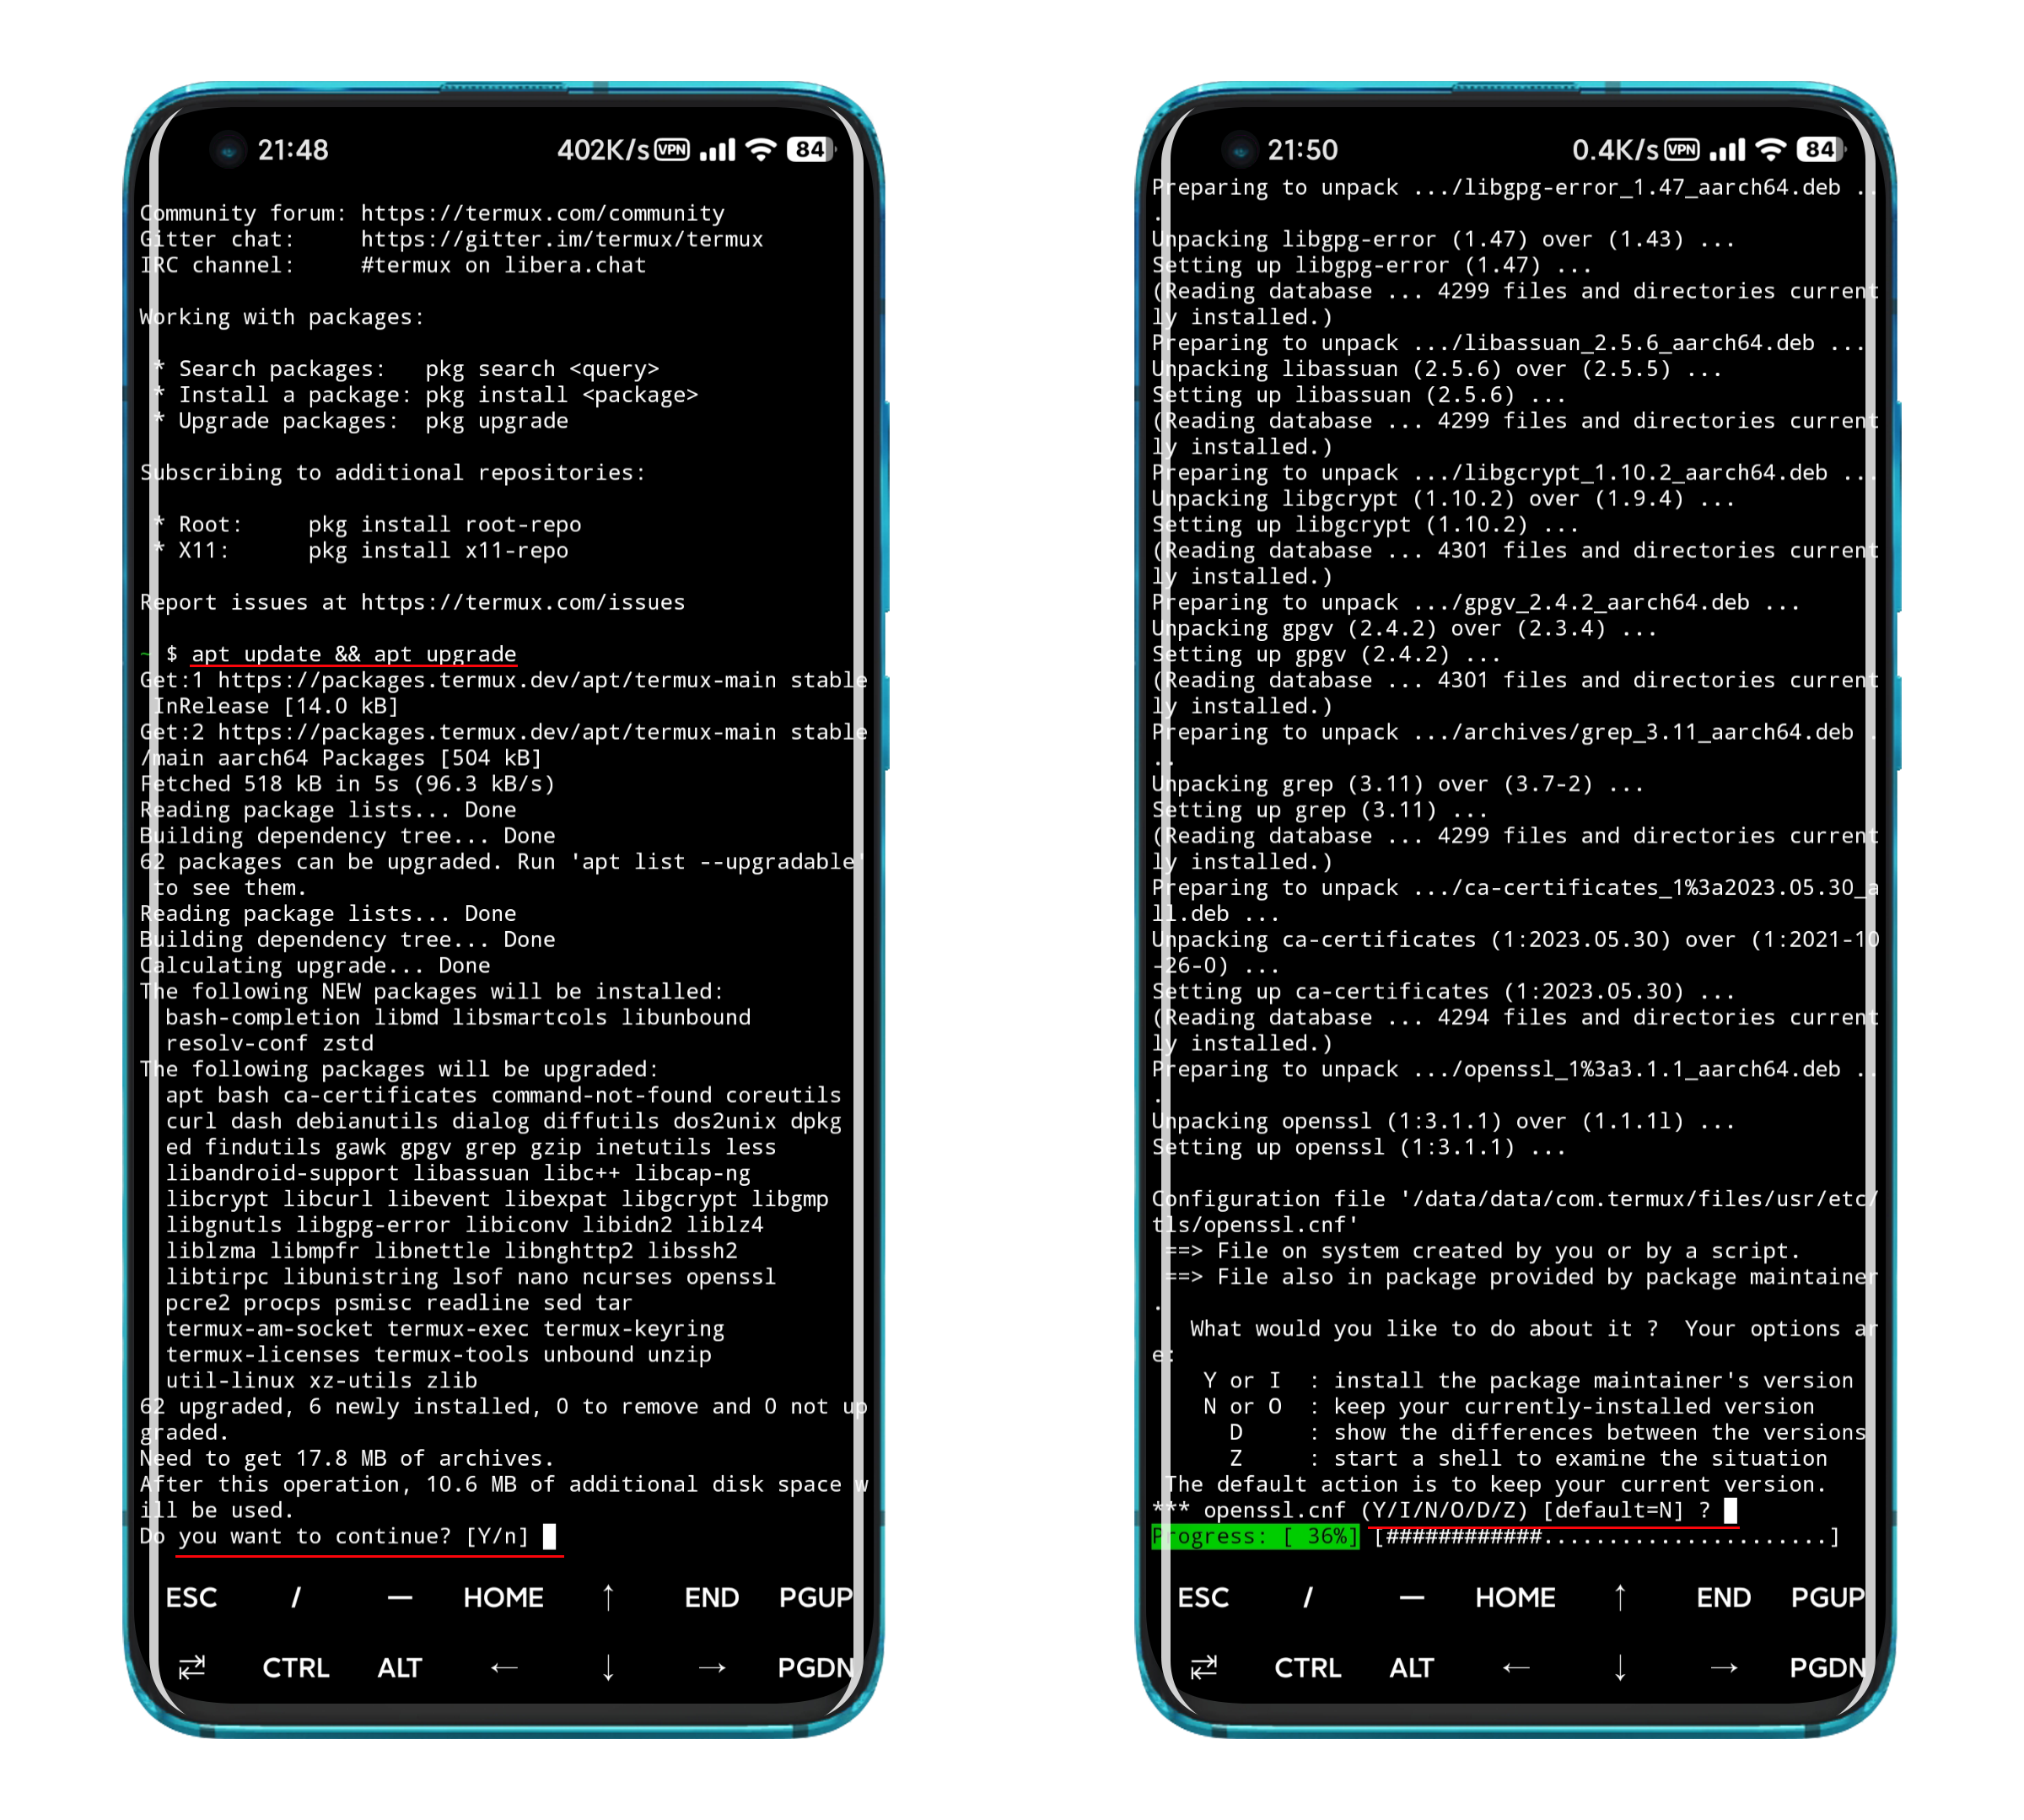 21:48 402K/s VPN 84
Community forum: https://termux.com/community
Gitter chat:     https://gitter.im/termux/termux
IRC channel:     #termux on libera.chat
Working with packages:
* Search packages:   pkg search <query>
* Install a package: pkg install <package>
* Upgrade packages:  pkg upgrade
Subscribing to additional repositories:
* Root:     pkg install root-repo
* X11:      pkg install x11-repo
Report issues at https://termux.com/issues
~ $ apt update && apt upgrade
Get:1 https://packages.termux.dev/apt/termux-main stable
InRelease [14.0 kB]
Get:2 https://packages.termux.dev/apt/termux-main stable
/main aarch64 Packages [504 kB]
Fetched 518 kB in 5s (96.3 kB/s)
Reading package lists... Done
Building dependency tree... Done
62 packages can be upgraded. Run 'apt list --upgradable'
to see them.
Reading package lists... Done
Building dependency tree... Done
Calculating upgrade... Done
The following NEW packages will be installed:
bash-completion libmd libsmartcols libunbound
resolv-conf zstd
The following packages will be upgraded:
apt bash ca-certificates command-not-found coreutils
curl dash debianutils dialog diffutils dos2unix dpkg
ed findutils gawk gpgv grep gzip inetutils less
libandroid-support libassuan libc++ libcap-ng
libcrypt libcurl libevent libexpat libgcrypt libgmp
libgnutls libgpg-error libiconv libidn2 liblz4
liblzma libmpfr libnettle libnghttp2 libssh2
libtirpc libunistring lsof nano ncurses openssl
pcre2 procps psmisc readline sed tar
termux-am-socket termux-exec termux-keyring
termux-licenses termux-tools unbound unzip
util-linux xz-utils zlib
62 upgraded, 6 newly installed, 0 to remove and 0 not up
graded.
Need to get 17.8 MB of archives.
After this operation, 10.6 MB of additional disk space w
ill be used.
Do you want to continue? [Y/n]
ESC / — HOME ↑ END PGUP
⇄ CTRL ALT ← ↓ → PGDN
21:50 0.4K/s VPN 84
Preparing to unpack .../libgpg-error_1.47_aarch64.deb ..
.
Unpacking libgpg-error (1.47) over (1.43) ...
Setting up libgpg-error (1.47) ...
(Reading database ... 4299 files and directories current
ly installed.)
Preparing to unpack .../libassuan_2.5.6_aarch64.deb ...
Unpacking libassuan (2.5.6) over (2.5.5) ...
Setting up libassuan (2.5.6) ...
(Reading database ... 4299 files and directories current
ly installed.)
Preparing to unpack .../libgcrypt_1.10.2_aarch64.deb ...
Unpacking libgcrypt (1.10.2) over (1.9.4) ...
Setting up libgcrypt (1.10.2) ...
(Reading database ... 4301 files and directories current
ly installed.)
Preparing to unpack .../gpgv_2.4.2_aarch64.deb ...
Unpacking gpgv (2.4.2) over (2.3.4) ...
Setting up gpgv (2.4.2) ...
(Reading database ... 4301 files and directories current
ly installed.)
Preparing to unpack .../archives/grep_3.11_aarch64.deb .
..
Unpacking grep (3.11) over (3.7-2) ...
Setting up grep (3.11) ...
(Reading database ... 4299 files and directories current
ly installed.)
Preparing to unpack .../ca-certificates_1%3a2023.05.30_a
ll.deb ...
Unpacking ca-certificates (1:2023.05.30) over (1:2021-10
-26-0) ...
Setting up ca-certificates (1:2023.05.30) ...
(Reading database ... 4294 files and directories current
ly installed.)
Preparing to unpack .../openssl_1%3a3.1.1_aarch64.deb ..
.
Unpacking openssl (1:3.1.1) over (1.1.1l) ...
Setting up openssl (1:3.1.1) ...
Configuration file '/data/data/com.termux/files/usr/etc/
tls/openssl.cnf'
==> File on system created by you or by a script.
==> File also in package provided by package maintainer
.
What would you like to do about it ?  Your options ar
e:
Y or I  : install the package maintainer's version
N or O  : keep your currently-installed version
D     : show the differences between the versions
Z     : start a shell to examine the situation
The default action is to keep your current version.
*** openssl.cnf (Y/I/N/O/D/Z) [default=N] ?
Progress: [ 36%] [############......................]
ESC / — HOME ↑ END PGUP
⇄ CTRL ALT ← ↓ → PGDN